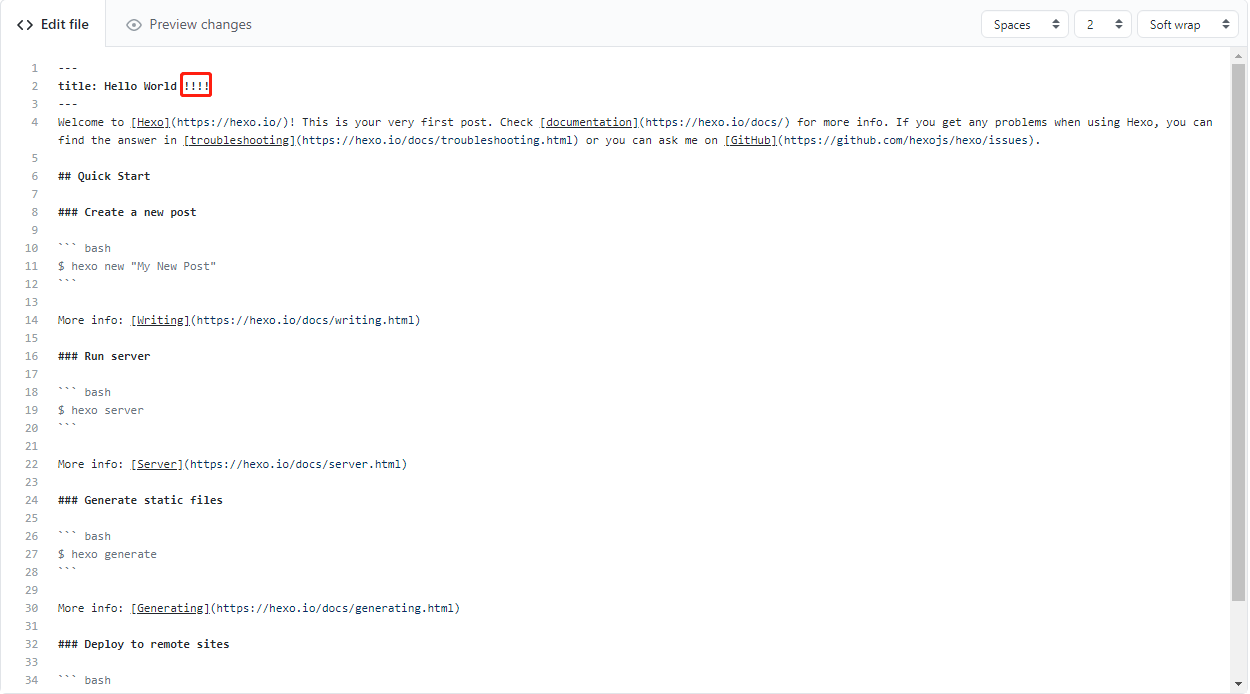 Edit file Preview changes Spaces 2 Soft wrap
1 ---
2 title: Hello World !!!!
3 ---
4 Welcome to [Hexo](https://hexo.io/)! This is your very first post. Check [documentation](https://hexo.io/docs/) for more info. If you get any problems when using Hexo, you can
find the answer in [troubleshooting](https://hexo.io/docs/troubleshooting.html) or you can ask me on [GitHub](https://github.com/hexojs/hexo/issues).
5
6 ## Quick Start
7
8 ### Create a new post
9
10 ``` bash
11 $ hexo new "My New Post"
12 ```
13
14 More info: [Writing](https://hexo.io/docs/writing.html)
15
16 ### Run server
17
18 ``` bash
19 $ hexo server
20 ```
21
22 More info: [Server](https://hexo.io/docs/server.html)
23
24 ### Generate static files
25
26 ``` bash
27 $ hexo generate
28 ```
29
30 More info: [Generating](https://hexo.io/docs/generating.html)
31
32 ### Deploy to remote sites
33
34 ``` bash